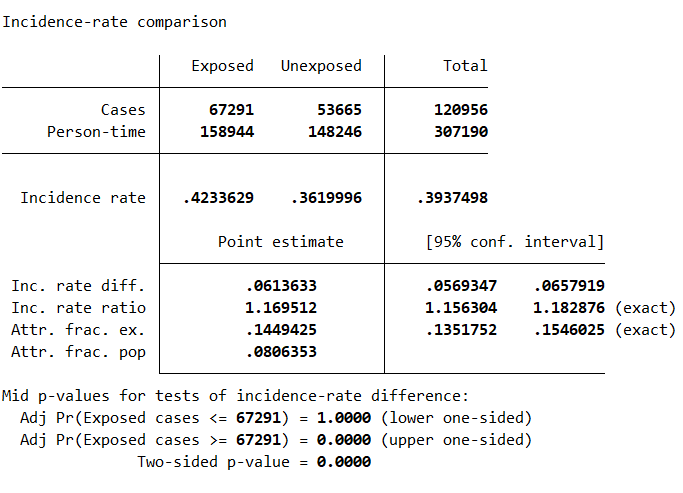 Incidence-rate comparison
Exposed Unexposed Total
Cases 67291 53665 120956
Person-time 158944 148246 307190
Incidence rate .4233629 .3619996 .3937498
Point estimate [95% conf. interval]
Inc. rate diff. .0613633 .0569347 .0657919
Inc. rate ratio 1.169512 1.156304 1.182876 (exact)
Attr. frac. ex. .1449425 .1351752 .1546025 (exact)
Attr. frac. pop .0806353
Mid p-values for tests of incidence-rate difference:
Adj Pr(Exposed cases <= 67291) = 1.0000 (lower one-sided)
Adj Pr(Exposed cases >= 67291) = 0.0000 (upper one-sided)
Two-sided p-value = 0.0000